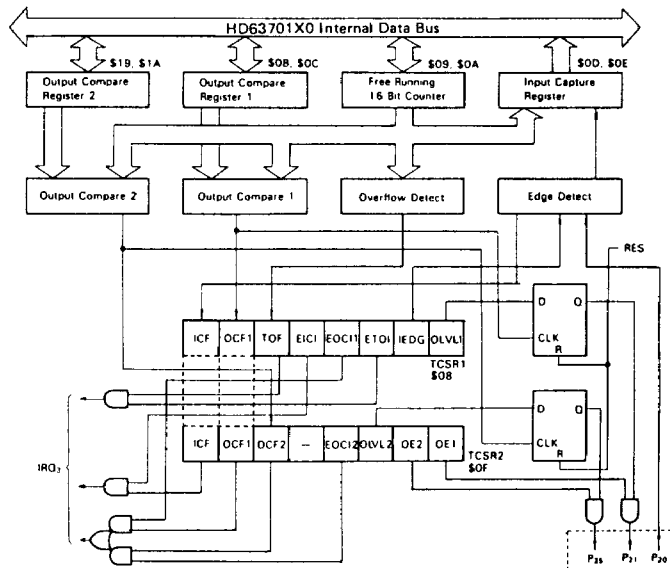 HD63701X0 Internal Data Bus
$19, $1A
$0B, $0C
$09, $0A
$0D, $0E
Output Compare
Register 2
Output Compare
Register 1
Free Running
16 Bit Counter
Input Capture
Register
Output Compare 2
Output Compare 1
Overflow Detect
Edge Detect
RES
D Q
CLK
R
ICF OCF1 TOF EICI EOCI1 ETOI IEDG OLVL1
TCSR1
$08
D Q
CLK
R
ICF OCF1 OCF2 — EOCI2 OLVL2 OE2 OE1
TCSR2
$0F
IRQ3
P25 P21 P20